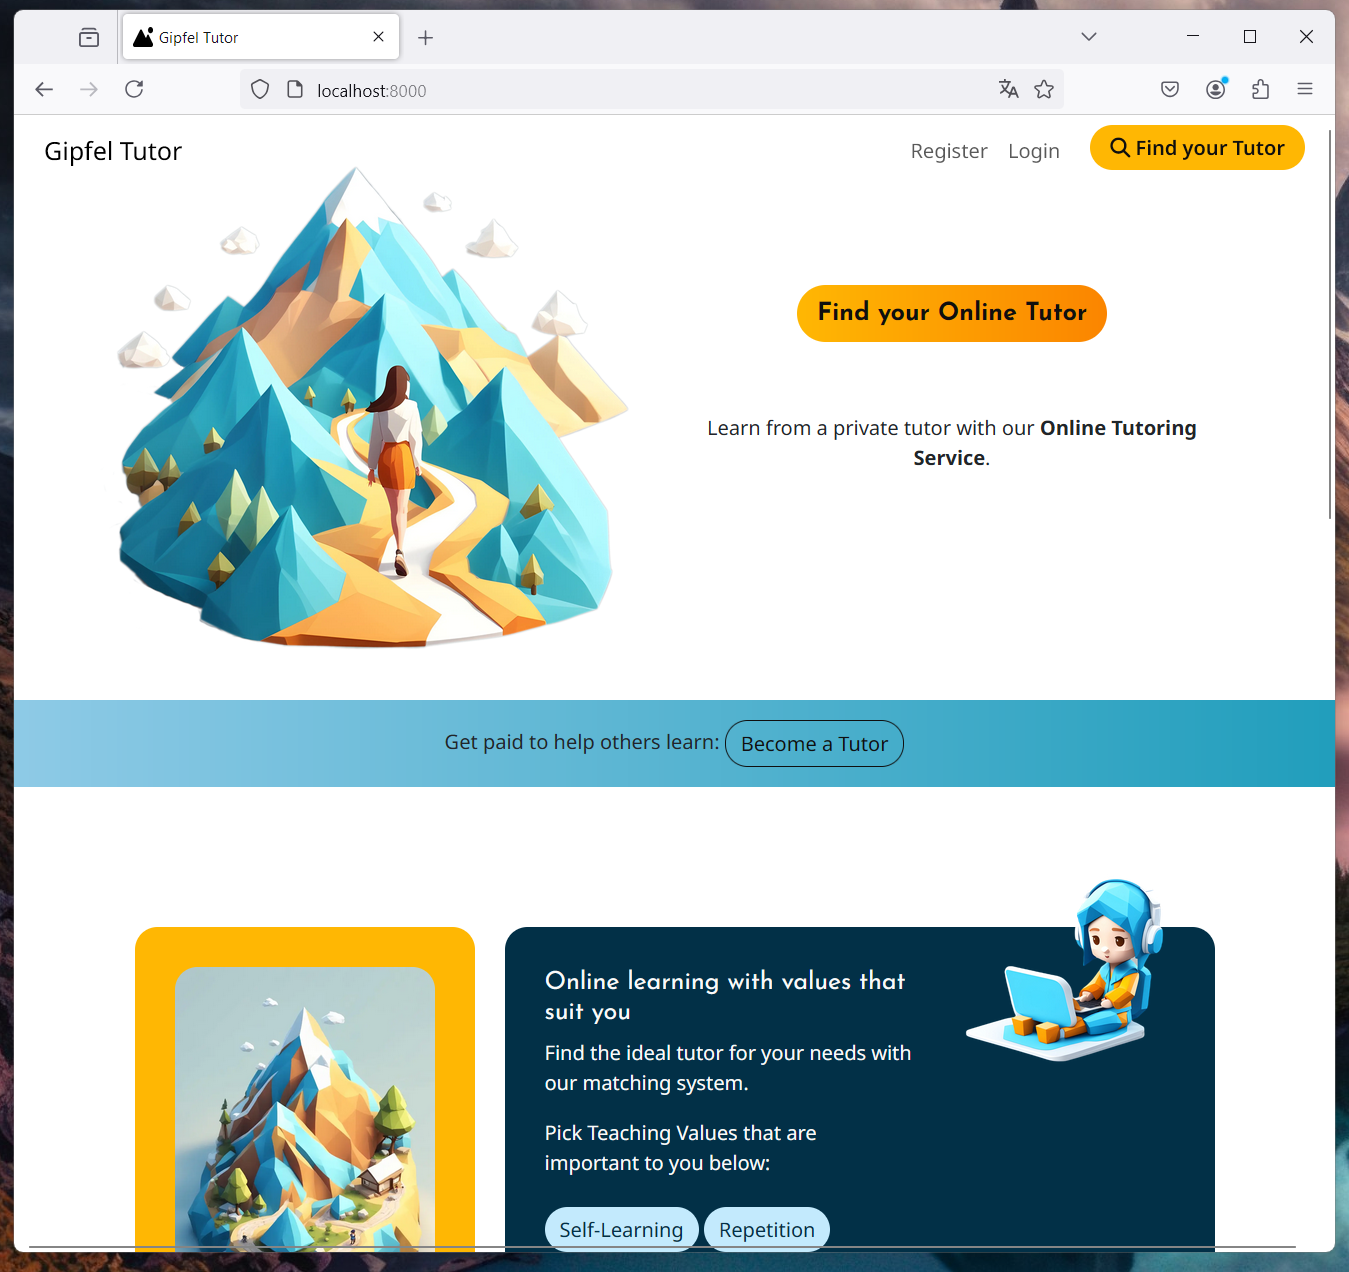 Gipfel Tutor
localhost:8000
Gipfel Tutor
Register
Login
Find your Tutor
Find your Online Tutor
Learn from a private tutor with our Online Tutoring
Service.
Get paid to help others learn:
Become a Tutor
Online learning with values that
suit you
Find the ideal tutor for your needs with
our matching system.
Pick Teaching Values that are
important to you below:
Self-Learning
Repetition